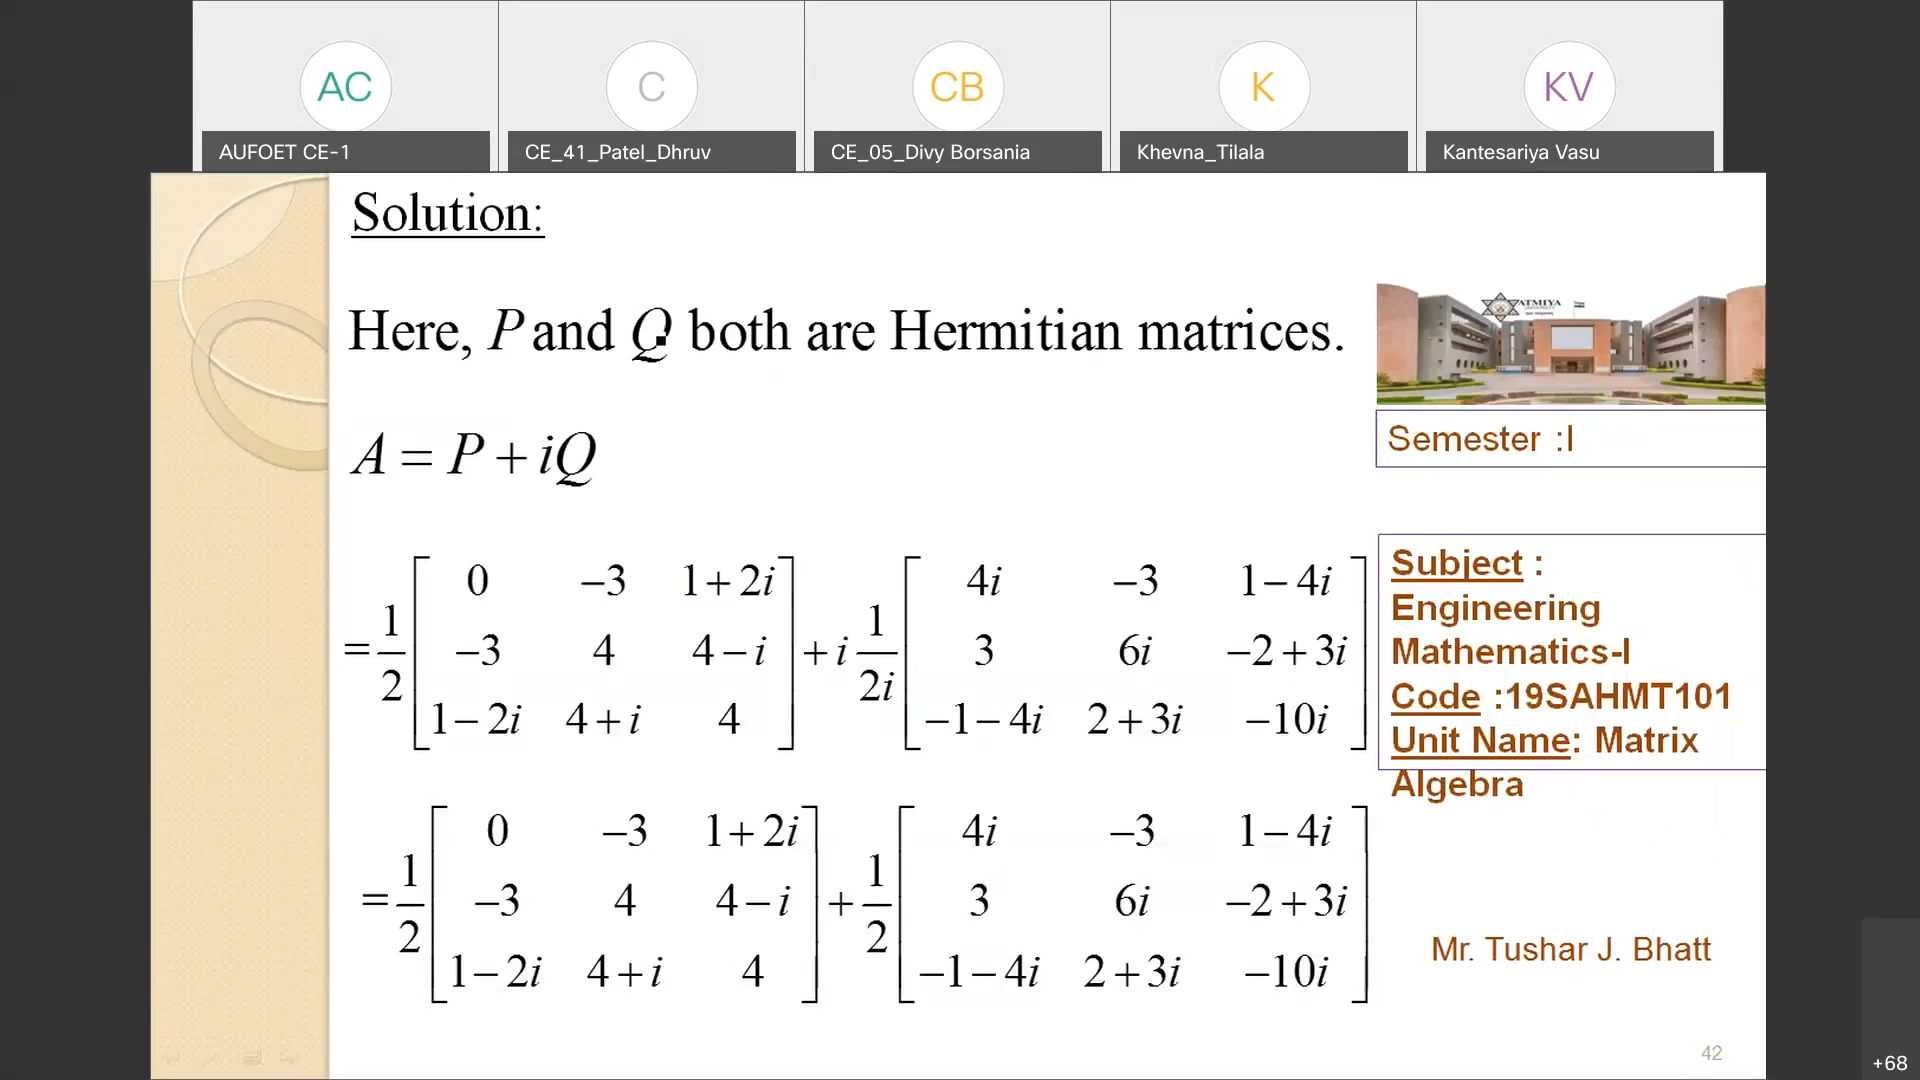 AC C CB K KV
AUFOET CE-1 CE_41_Patel_Dhruv CE_05_Divy Borsania Khevna_Tilala Kantesariya Vasu
Solution:
Here, P and Q both are Hermitian matrices.
A = P + iQ
= 1/2 [ 0 −3 1+2i
−3 4 4−i
1−2i 4+i 4 ] + i 1/2i [ 4i −3 1−4i
3 6i −2+3i
−1−4i 2+3i −10i ]
= 1/2 [ 0 −3 1+2i
−3 4 4−i
1−2i 4+i 4 ] + 1/2 [ 4i −3 1−4i
3 6i −2+3i
−1−4i 2+3i −10i ]
ATMIYA
Semester :I
Subject :
Engineering
Mathematics-I
Code :19SAHMT101
Unit Name: Matrix
Algebra
Mr. Tushar J. Bhatt
42
+68